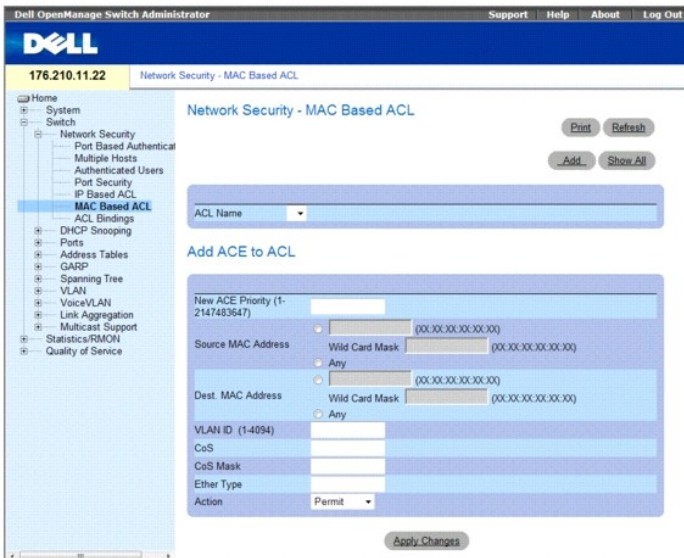 Dell OpenManage Switch Administrator
Support Help About Log Out
DELL
176.210.11.22 Network Security - MAC Based ACL
Home
System
Switch
Network Security
Port Based Authenticat
Multiple Hosts
Authenticated Users
Port Security
IP Based ACL
MAC Based ACL
ACL Bindings
DHCP Snooping
Ports
Address Tables
GARP
Spanning Tree
VLAN
VoiceVLAN
Link Aggregation
Multicast Support
Statistics/RMON
Quality of Service
Network Security - MAC Based ACL
Print Refresh
Add Show All
ACL Name
Add ACE to ACL
New ACE Priority (1-
2147483647)
Source MAC Address
(XX:XX:XX:XX:XX:XX)
Wild Card Mask (XX:XX:XX:XX:XX:XX)
Any
Dest. MAC Address
(XX:XX:XX:XX:XX:XX)
Wild Card Mask (XX:XX:XX:XX:XX:XX)
Any
VLAN ID (1-4094)
CoS
CoS Mask
Ether Type
Action Permit
Apply Changes